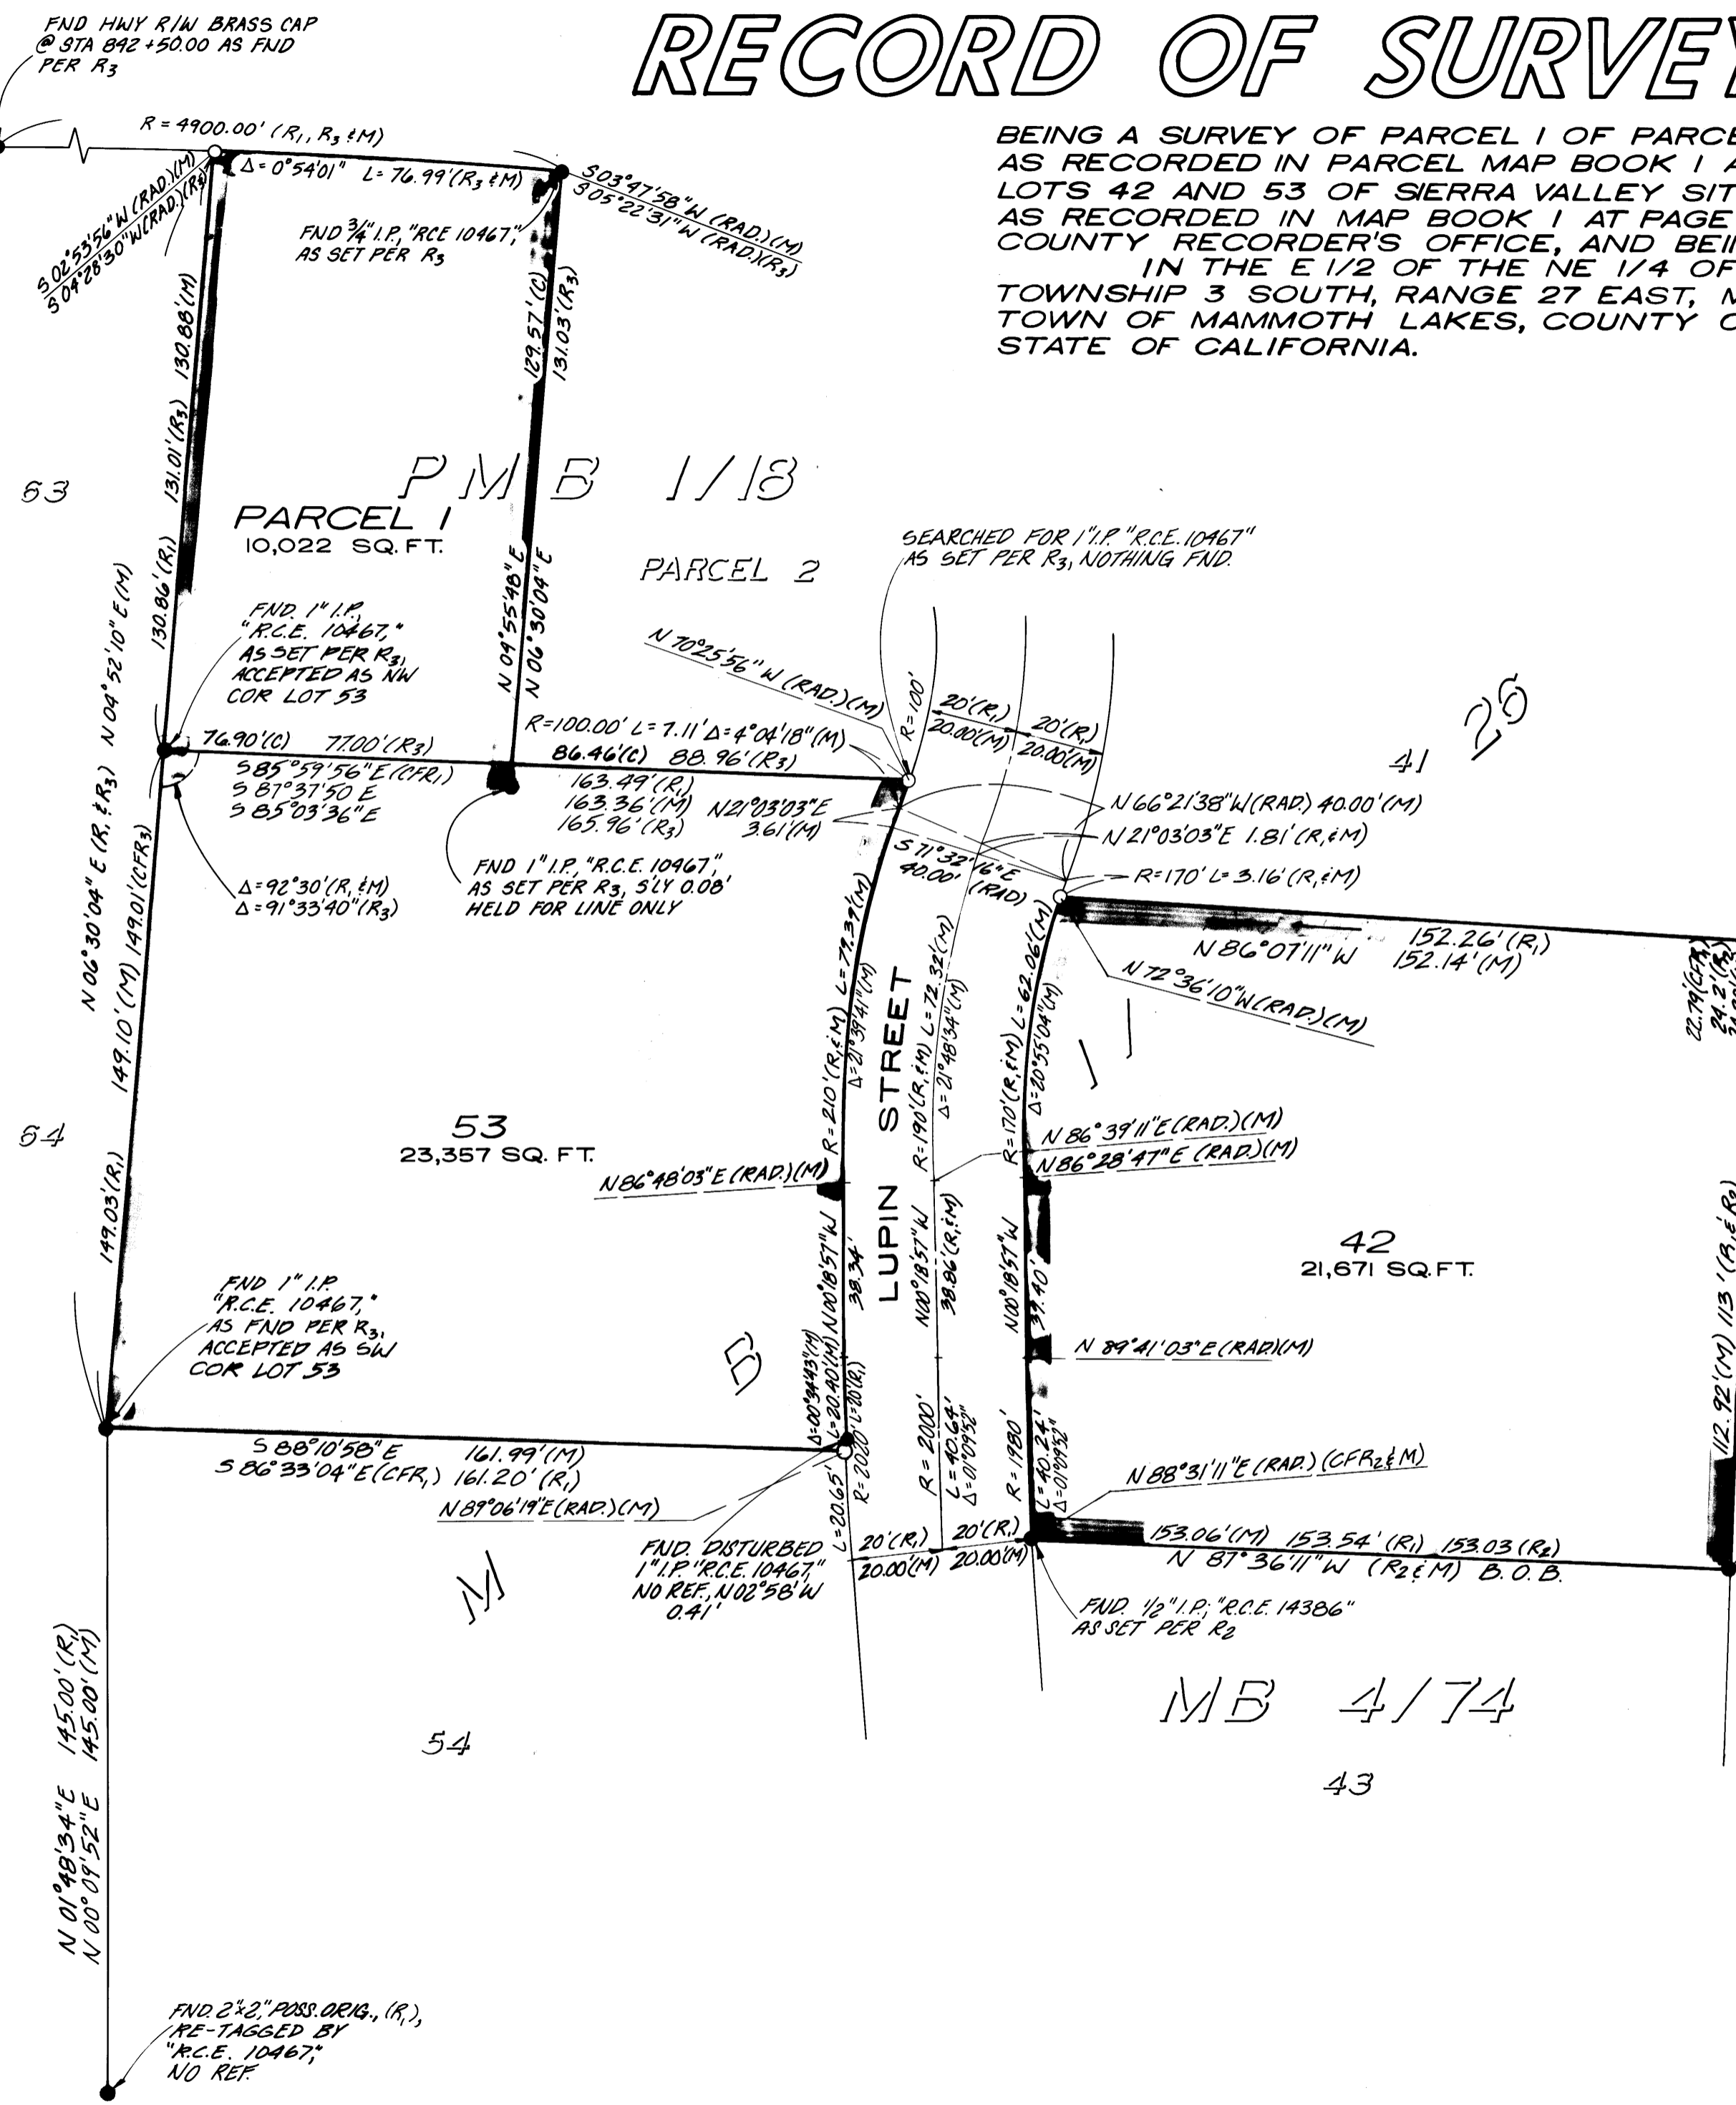 RECORD OF SURVEY
BEING A SURVEY OF PARCEL 1 OF PARCE
AS RECORDED IN PARCEL MAP BOOK 1 A
LOTS 42 AND 53 OF SIERRA VALLEY SIT
AS RECORDED IN MAP BOOK 1 AT PAGE
COUNTY RECORDER'S OFFICE, AND BEI
IN THE E 1/2 OF THE NE 1/4 OF
TOWNSHIP 3 SOUTH, RANGE 27 EAST, M
TOWN OF MAMMOTH LAKES, COUNTY O
STATE OF CALIFORNIA.
FND HWY R/W BRASS CAP
@ STA 892+50.00 AS FND
PER R3
R = 4900.00' (R1, R3 & M)
Δ = 0°54'01" L = 76.99' (R3 & M)
S 02°53'56" W (RAD.)(M)
S 04°28'30" W (RAD.)(R3)
S 03°47'58" W (RAD.)(M)
S 05°22'31" W (RAD.)(R3)
FND 3/4" I.P., "RCE 10467,"
AS SET PER R3
130.88' (M)
131.01' (R3)
130.86' (R1)
129.57' (C)
131.03' (R3)
63
PMB 1/18
PARCEL 1
10,022 SQ. FT.
PARCEL 2
N 04°55'48" E
N 06°30'04" E
SEARCHED FOR 1" I.P. "R.C.E. 10467"
AS SET PER R3, NOTHING FND.
FND. 1" I.P.,
"R.C.E. 10467,"
AS SET PER R3,
ACCEPTED AS NW
COR LOT 53
N 06°30'04" E (R1 & R3) N 04°52'10" E (M)
N 70°25'56" W (RAD.)(M)
R = 100'
20' (R1) 20' (R1)
20.00' (M) 20.00' (M)
41
26
R=100.00' L= 7.11' Δ= 4°04'18" (M)
76.90' (C) 77.00' (R3) 86.46' (C) 88.96' (R3)
S 85°59'56" E (CFR1)
S 87°37'50 E
S 85°03'36" E
163.49' (R1)
163.36' (M)
165.96' (R3)
N 21°03'03" E
3.61' (M)
N 66°21'38" W (RAD.) 40.00' (M)
N 21°03'03" E 1.81' (R1 & M)
S 71°32'16" E
40.00' (RAD)
R=170' L= 3.16' (R1 & M)
Δ=92°30' (R1 & M)
Δ=91°33'40" (R3)
FND 1" I.P., "R.C.E. 10967",
AS SET PER R3, S'LY 0.08'
HELD FOR LINE ONLY
N 86°07'11" W
152.26' (R1)
152.14' (M)
N 72°36'10" W (RAD.)(M)
22.79 (CFR
24.2' (R
149.10' (M) 149.01' (CFR3)
149.03' (R1)
R= 210' (R1 & M) L= 79.39' (M)
Δ= 21°39'41" (M)
LUPIN STREET
R= 190' (R1 & M) L= 72.32' (M)
Δ= 21°48'34" (M)
R=170' (R1 & M) L= 62.06' (M)
Δ=20°55'04" (M)
11
64
53
23,357 SQ. FT.
N 86°48'03" E (RAD.)(M)
N 86°39'11" E (RAD.)(M)
N 86°28'47" E (RAD.)(M)
42
21,671 SQ. FT.
N00°18'57" W
38.34'
N00°18'57" W
38.86' (R1 & M)
N00°18'57" W
39.40'
112.92' (M) 113' (R1 & R2)
FND 1" I.P.
"R.C.E. 10467,"
AS FND PER R3,
ACCEPTED AS SW
COR LOT 53
B
N 89°41'03" E (RAD)(M)
Δ=00°34'43" (M)
L= 20.40' (M)
R= 2020' L=20' (R1)
R= 2000'
L= 40.64'
Δ= 01°09'52"
R= 1980'
L= 40.24'
Δ=01°09'52"
S 88°10'58" E 161.99' (M)
S 86°33'04" E (CFR1) 161.20' (R1)
N 89°06'19" E (RAD.)(M)
L= 20.65'
N 88°31'11" E (RAD.) (CFR2 & M)
FND. DISTURBED
1" I.P. "R.C.E. 10467,"
NO REF., N 02°58' W
0.41'
20' (R1) 20' (R1)
20.00' (M) 20.00' (M)
153.06' (M) 153.54' (R1) 153.03 (R2)
N 87°36'11" W (R2 & M) B.O.B.
FND. 1/2" I.P.; "R.C.E. 14386"
AS SET PER R2
M
MB 4/74
54
43
N 01°48'34" E 145.00' (R1)
N 00°09'52" E 145.00' (M)
FND. 2"x2," POSS. ORIG., (R1),
RE-TAGGED BY
"R.C.E. 10467,"
NO REF.